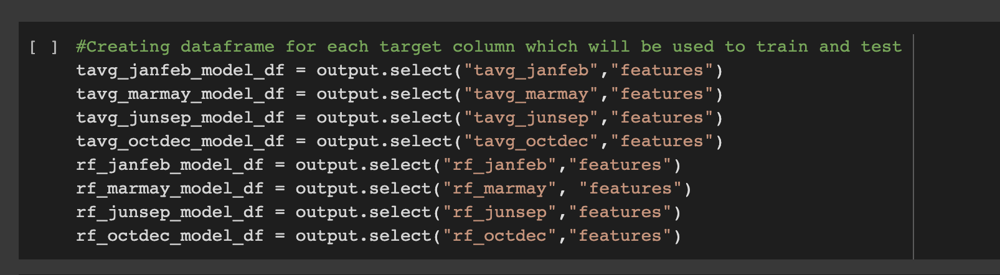 [ ] #Creating dataframe for each target column which will be used to train and test
tavg_janfeb_model_df = output.select("tavg_janfeb","features")
tavg_marmay_model_df = output.select("tavg_marmay","features")
tavg_junsep_model_df = output.select("tavg_junsep","features")
tavg_octdec_model_df = output.select("tavg_octdec","features")
rf_janfeb_model_df = output.select("rf_janfeb","features")
rf_marmay_model_df = output.select("rf_marmay", "features")
rf_junsep_model_df = output.select("rf_junsep","features")
rf_octdec_model_df = output.select("rf_octdec","features")